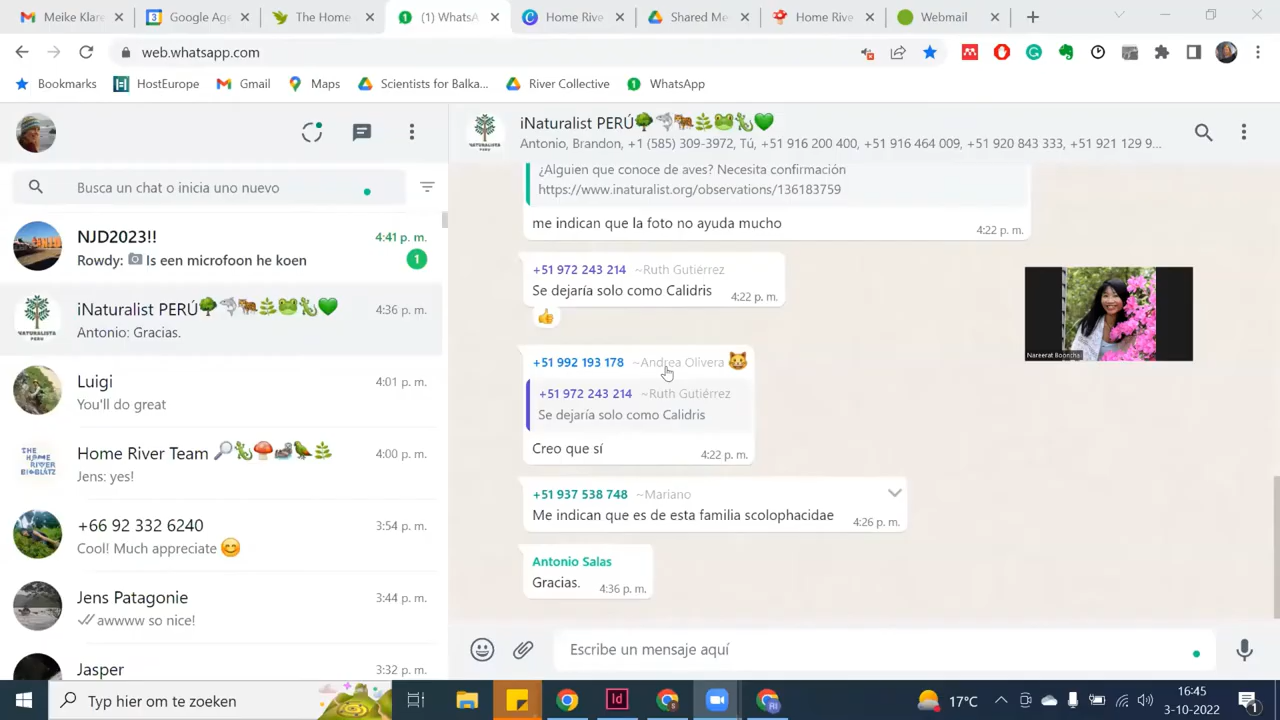 Meike Klare
Google Age
The Home
(1) WhatsA
Home Rive
Shared Me
Home Rive
Webmail
web.whatsapp.com
Bookmarks
HostEurope
Gmail
Maps
Scientists for Balka...
River Collective
WhatsApp
iNaturalist PERÚ🌳🦈🐅🌿🐸🦎💚
Antonio, Brandon, +1 (585) 309-3972, Tú, +51 916 200 400, +51 916 464 009, +51 920 843 333, +51 921 129 9...
Busca un chat o inicia uno nuevo
NJD2023!!
4:41 p. m.
Rowdy: 📷 Is een microfoon he koen
1
iNaturalist PERÚ🌳🦈🐅🌿🐸🦎💚
4:36 p. m.
Antonio: Gracias.
Luigi
4:01 p. m.
You'll do great
Home River Team 🔎🦎🍄🦆🦜🌿
4:00 p. m.
Jens: yes!
+66 92 332 6240
3:54 p. m.
Cool! Much appreciate 😊
Jens Patagonie
3:44 p. m.
awwww so nice!
Jasper
3:32 p. m.
¿Alguien que conoce de aves? Necesita confirmación
https://www.inaturalist.org/observations/136183759
me indican que la foto no ayuda mucho
4:22 p. m.
+51 972 243 214 ~Ruth Gutiérrez
Se dejaría solo como Calidris
4:22 p. m.
👍
+51 992 193 178 ~Andrea Olivera 🐱
+51 972 243 214 ~Ruth Gutiérrez
Se dejaría solo como Calidris
Creo que sí
4:22 p. m.
+51 937 538 748 ~Mariano
Me indican que es de esta familia scolophacidae
4:26 p. m.
Antonio Salas
Gracias.
4:36 p. m.
Escribe un mensaje aquí
Typ hier om te zoeken
17°C
16:45
3-10-2022